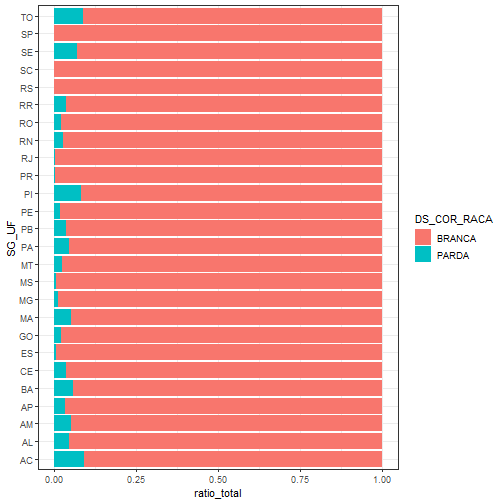 TO
SP
SE
SC
RS
RR
RO
RN
RJ
PR
PI
PE
PB
PA
MT
MS
MG
MA
GO
ES
CE
BA
AP
AM
AL
AC
SG_UF
0.00 0.25 0.50 0.75 1.00
ratio_total
DS_COR_RACA
BRANCA
PARDA